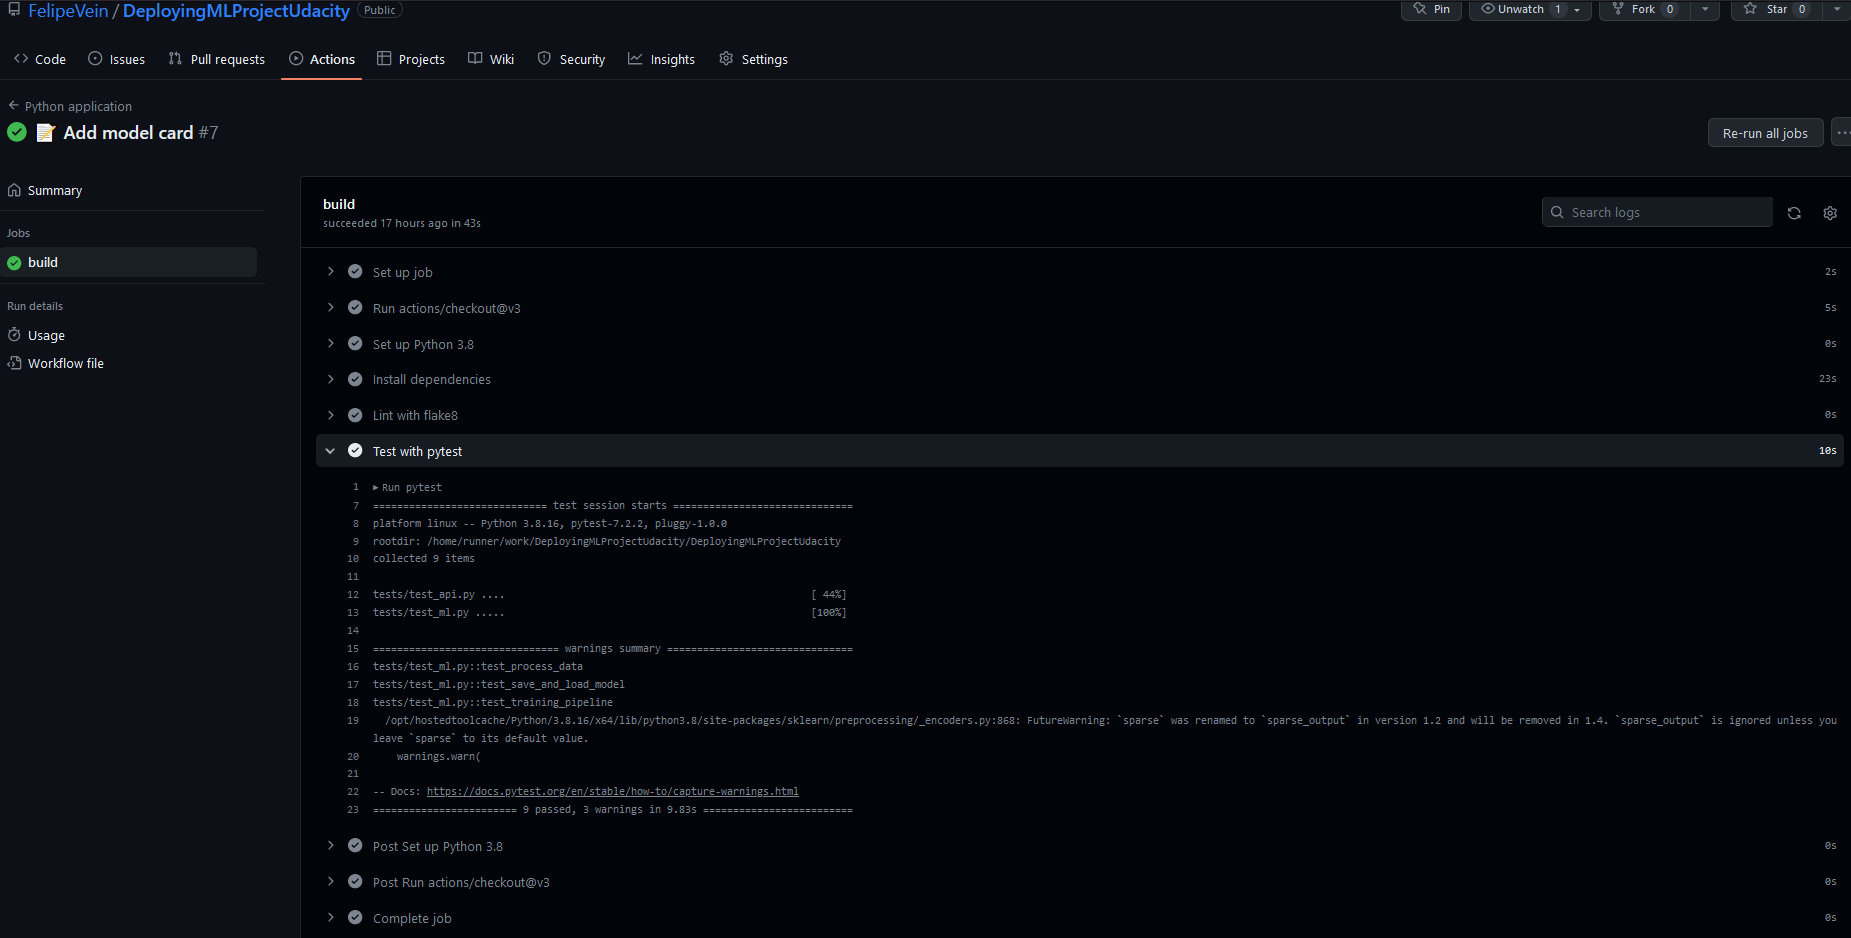 FelipeVein / DeployingMLProjectUdacity Public
Pin
Unwatch 1
Fork 0
Star 0
Code
Issues
Pull requests
Actions
Projects
Wiki
Security
Insights
Settings
Python application
Add model card #7
Re-run all jobs
Summary
Jobs
build
Run details
Usage
Workflow file
build
succeeded 17 hours ago in 43s
Search logs
Set up job 2s
Run actions/checkout@v3 5s
Set up Python 3.8 0s
Install dependencies 23s
Lint with flake8 0s
Test with pytest 10s
1 ▸ Run pytest
7 ============================= test session starts ==============================
8 platform linux -- Python 3.8.16, pytest-7.2.2, pluggy-1.0.0
9 rootdir: /home/runner/work/DeployingMLProjectUdacity/DeployingMLProjectUdacity
10 collected 9 items
11
12 tests/test_api.py .... [ 44%]
13 tests/test_ml.py ..... [100%]
14
15 =============================== warnings summary ===============================
16 tests/test_ml.py::test_process_data
17 tests/test_ml.py::test_save_and_load_model
18 tests/test_ml.py::test_training_pipeline
19 /opt/hostedtoolcache/Python/3.8.16/x64/lib/python3.8/site-packages/sklearn/preprocessing/_encoders.py:868: FutureWarning: `sparse` was renamed to `sparse_output` in version 1.2 and will be removed in 1.4. `sparse_output` is ignored unless you
leave `sparse` to its default value.
20 warnings.warn(
21
22 -- Docs: https://docs.pytest.org/en/stable/how-to/capture-warnings.html
23 ======================== 9 passed, 3 warnings in 9.83s =========================
Post Set up Python 3.8 0s
Post Run actions/checkout@v3 0s
Complete job 0s